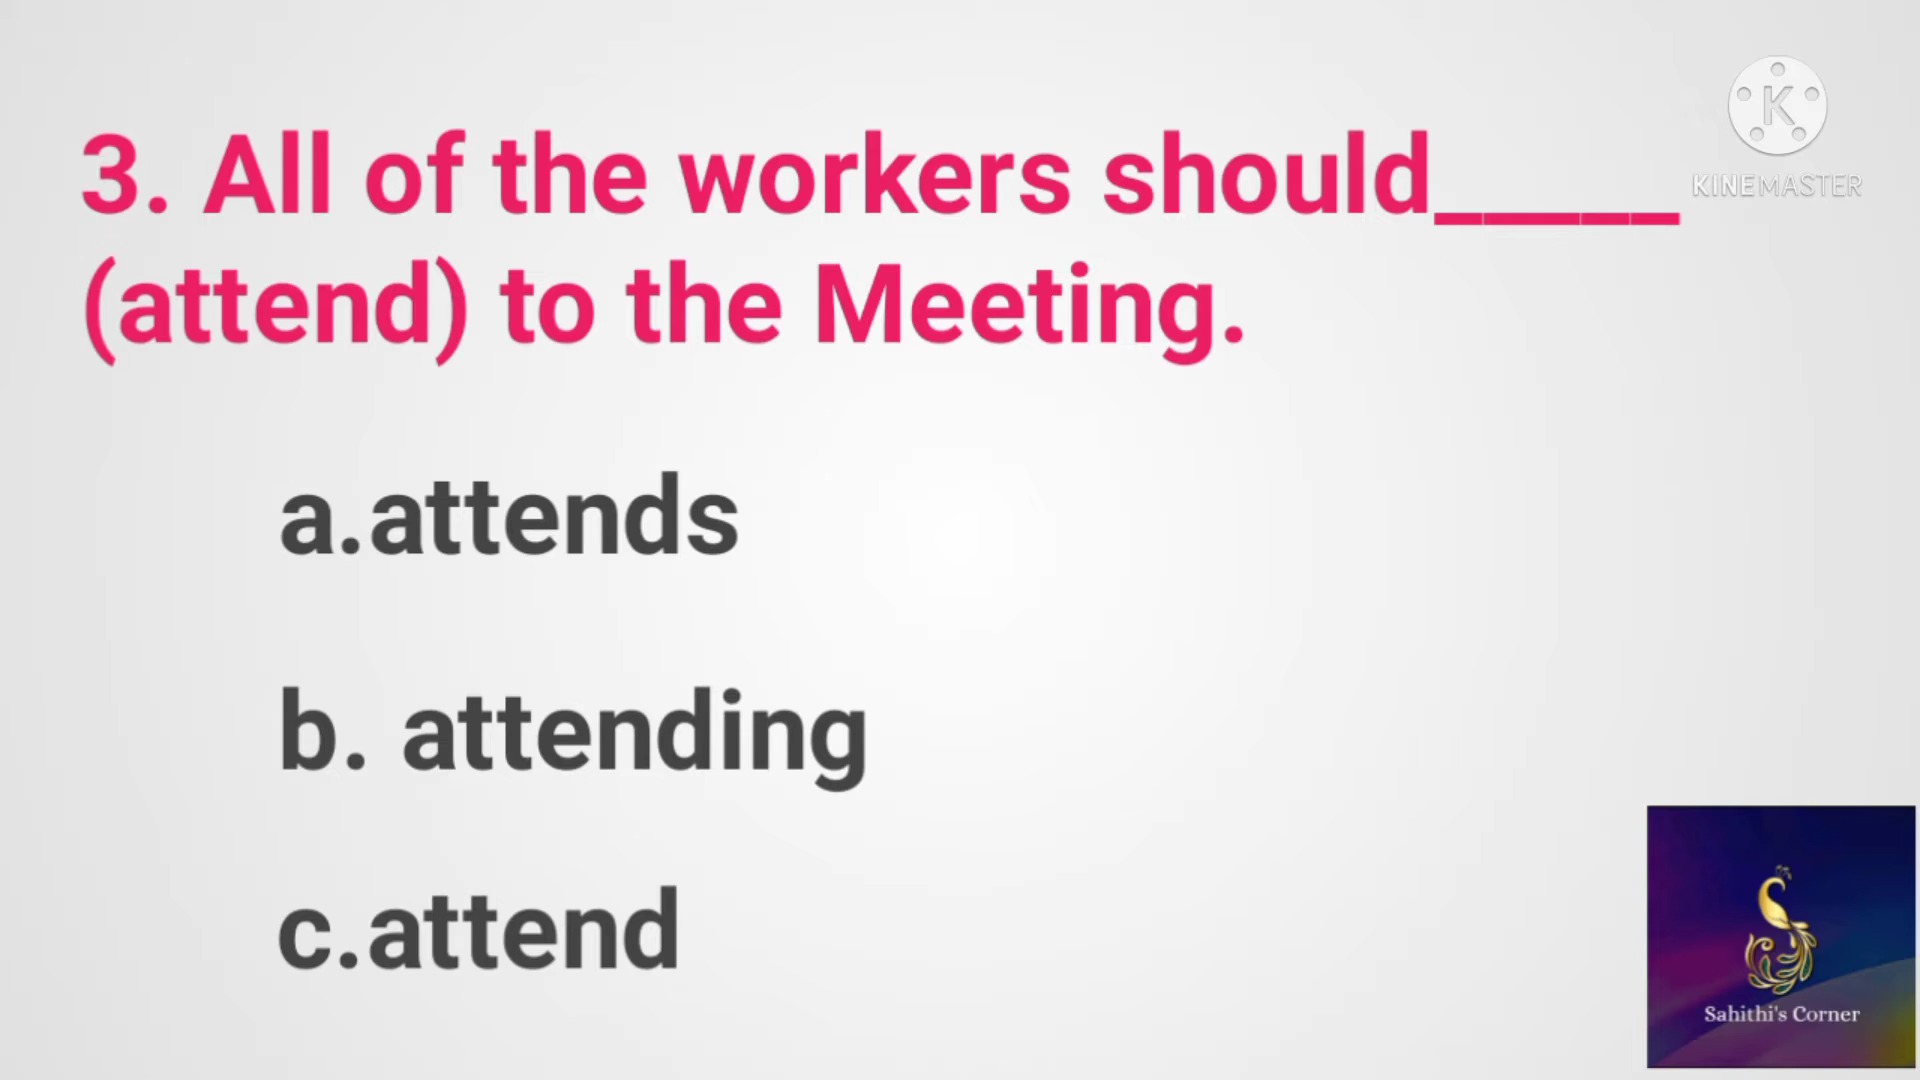 3. All of the workers should_____
(attend) to the Meeting.
a.attends
b. attending
c.attend
K
KINEMASTER
Sahithi's Corner